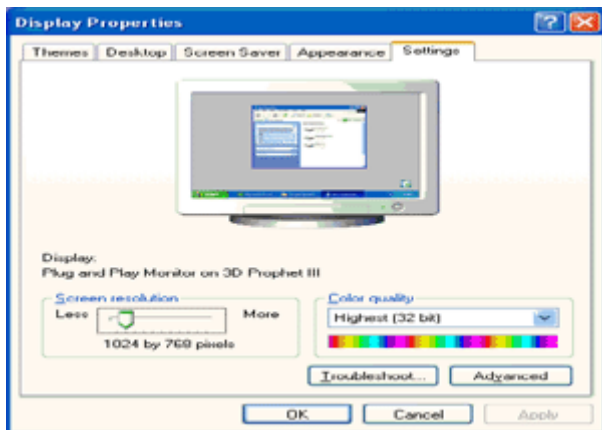 Display Properties
Themes Desktop Screen Saver Appearance Settings
Display:
Plug and Play Monitor on 3D Prophet III
Screen resolution
Less More
1024 by 768 pixels
Color quality
Highest (32 bit)
Troubleshoot... Advanced
OK Cancel Apply